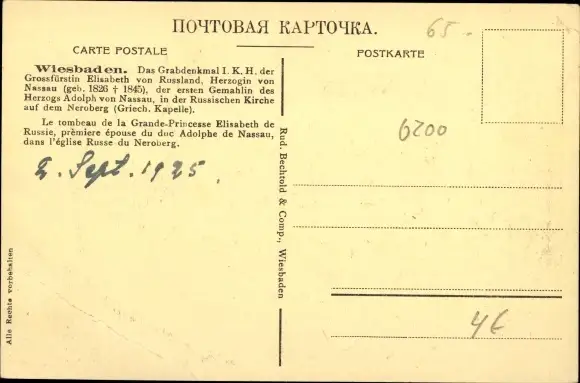 ПОЧТОВАЯ КАРТОЧКА.
65.-
CARTE POSTALE
POSTKARTE
Wiesbaden. Das Grabdenkmal I. K. H. der
Grossfürstin Elisabeth von Russland, Herzogin von
Nassau (geb. 1826 † 1845), der ersten Gemahlin des
Herzogs Adolph von Nassau, in der Russischen Kirche
auf dem Neroberg (Griech. Kapelle).
Le tombeau de la Grande-Princesse Elisabeth de
Russie, prèmiere épouse du duc Adolphe de Nassau,
dans l'église Russe du Neroberg.
2. Sept. 1925.
6200
Rud. Bechtold & Comp., Wiesbaden
4€
Alle Rechte vorbehalten